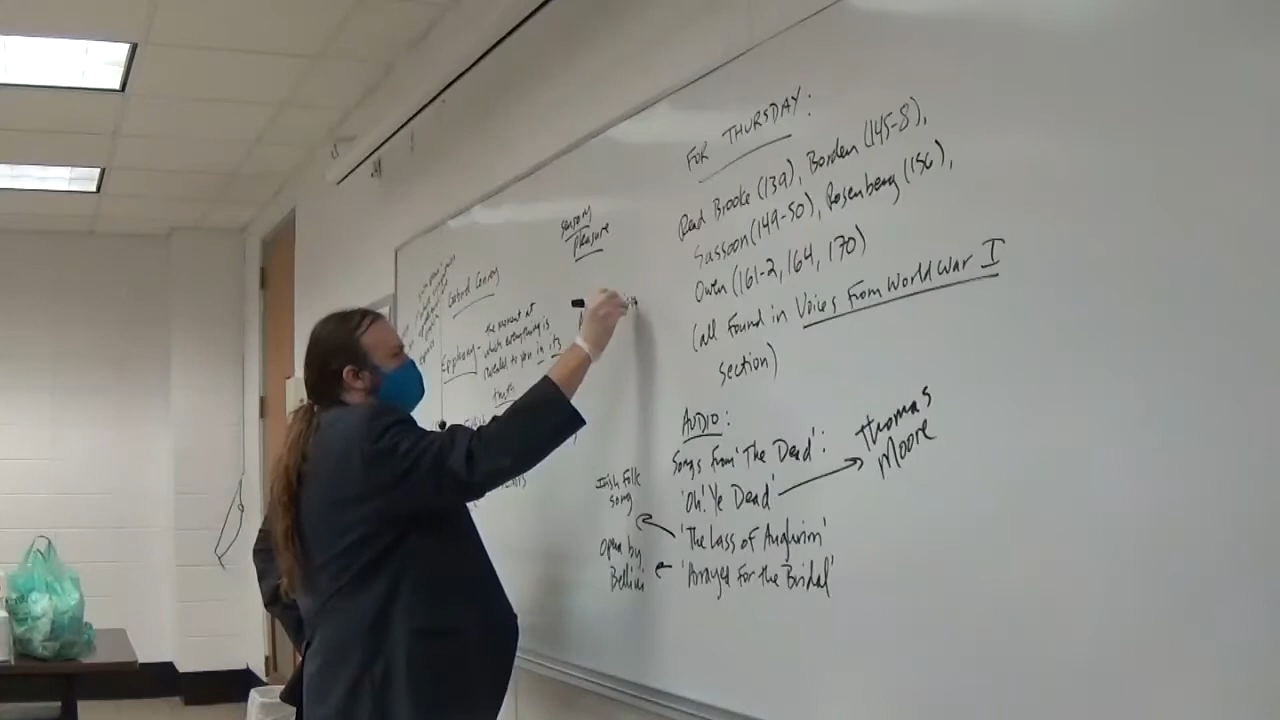 Gabriel Conroy
Epiphany - the moment at
which everything is
revealed to you in its
truth
sensory
pleasure
FOR THURSDAY:
Read Brooke (139), Borden (145-8),
Sassoon (149-50), Rosenberg (156),
Owen (161-2, 164, 170)
(all found in Voices From World War I
section)
AUDIO:
Songs from 'The Dead':
'Oh! Ye Dead'
Thomas
Moore
Irish Folk
song
'The Lass of Aughrim'
Opera by
Bellini
'Arrayed For the Bridal'